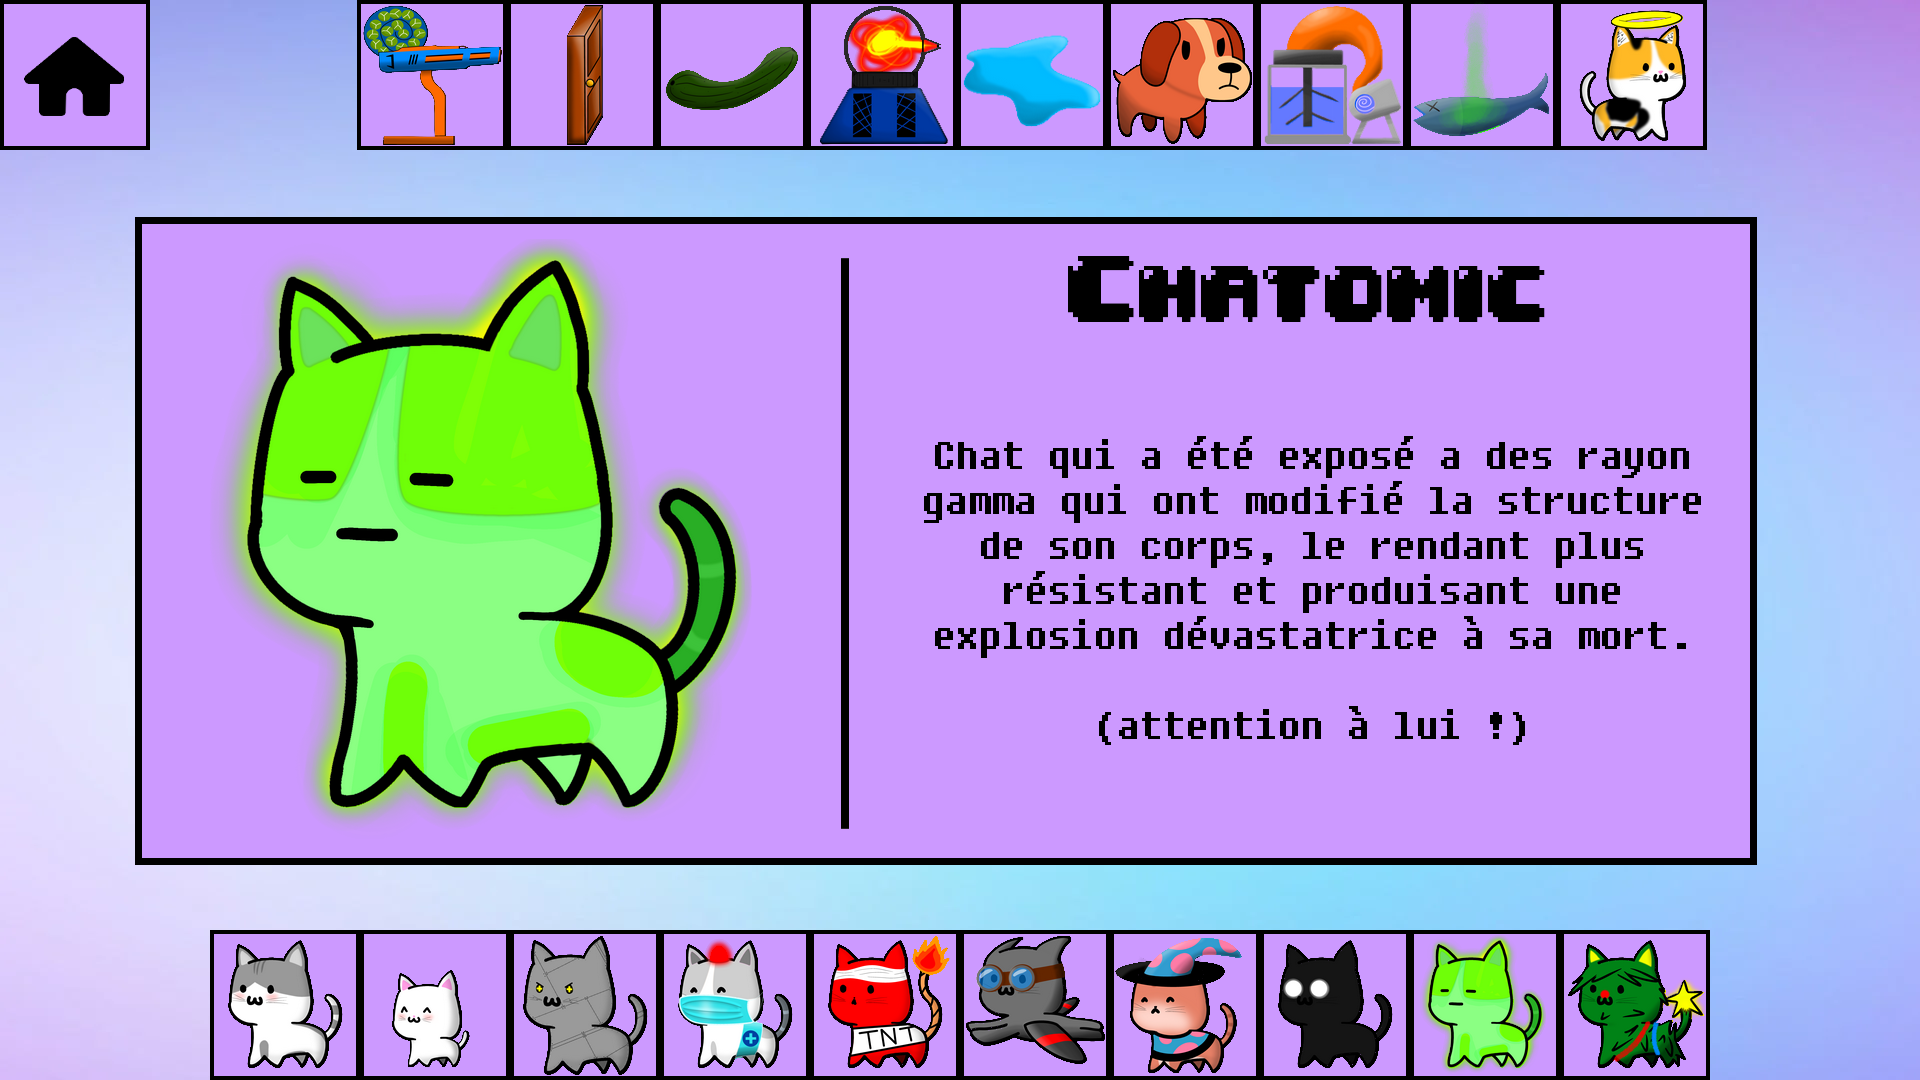 CHATOMIC
Chat qui a été exposé a des rayon
gamma qui ont modifié la structure
de son corps, le rendant plus
résistant et produisant une
explosion dévastatrice à sa mort.
(attention à lui !)
TNT